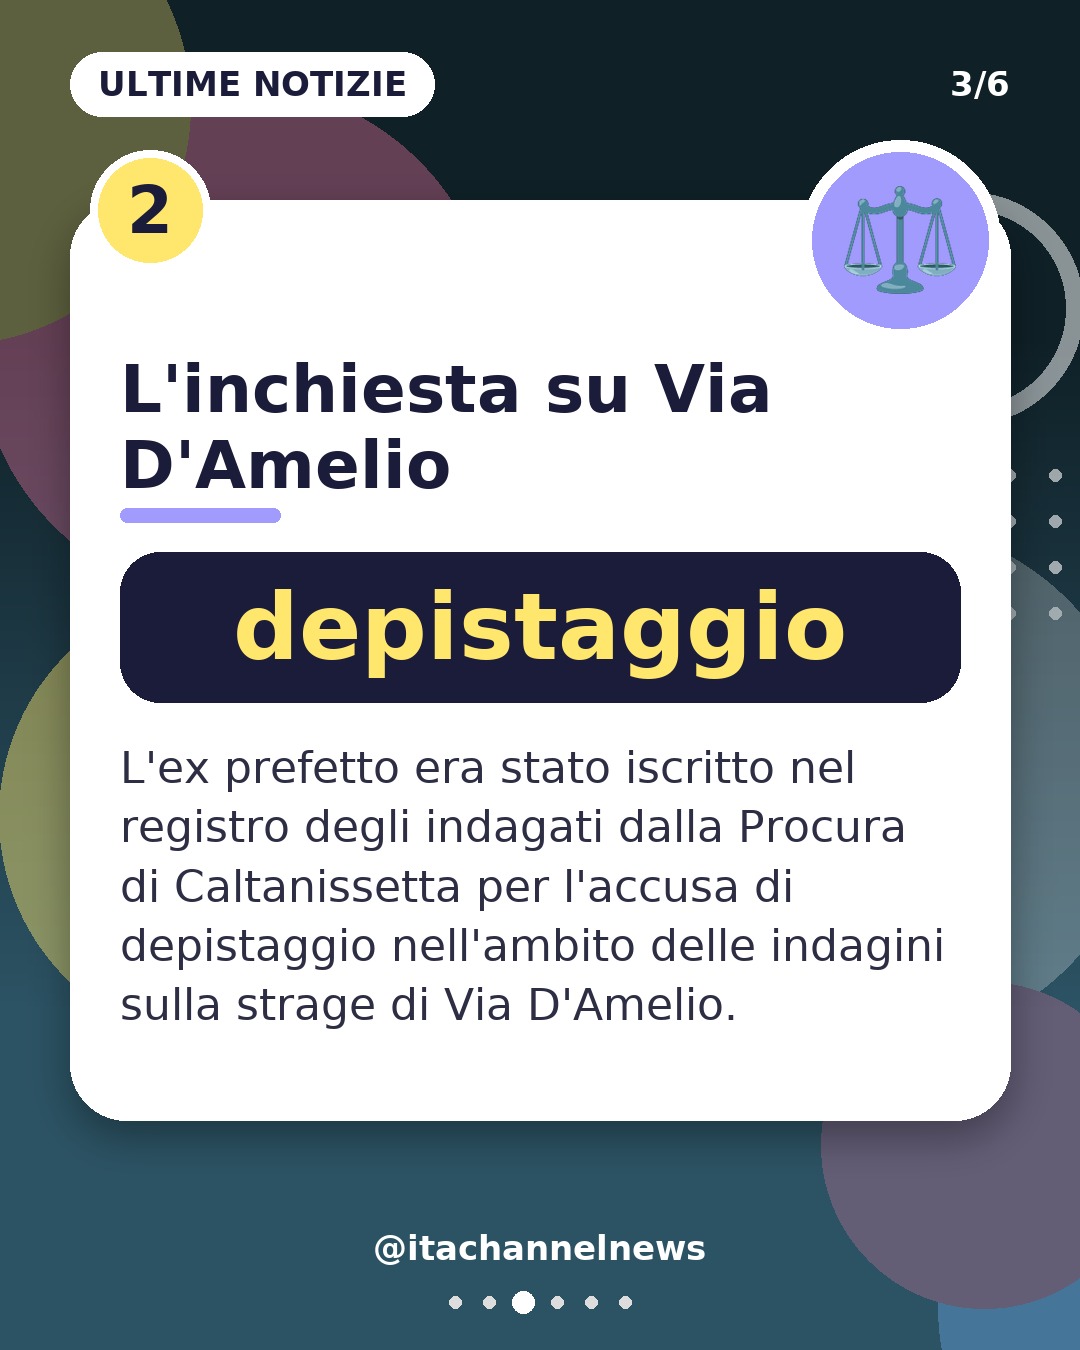 ULTIME NOTIZIE
3/6
2
L'inchiesta su Via
D'Amelio
depistaggio
L'ex prefetto era stato iscritto nel
registro degli indagati dalla Procura
di Caltanissetta per l'accusa di
depistaggio nell'ambito delle indagini
sulla strage di Via D'Amelio.
@itachannelnews